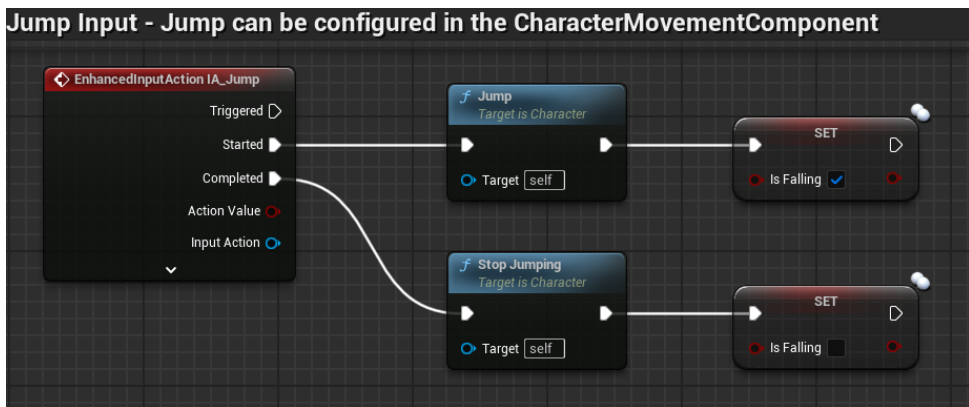 Jump Input - Jump can be configured in the CharacterMovementComponent
EnhancedInputAction IA_Jump
Triggered
Started
Completed
Action Value
Input Action
f Jump
Target is Character
Target self
SET
Is Falling
f Stop Jumping
Target is Character
Target self
SET
Is Falling